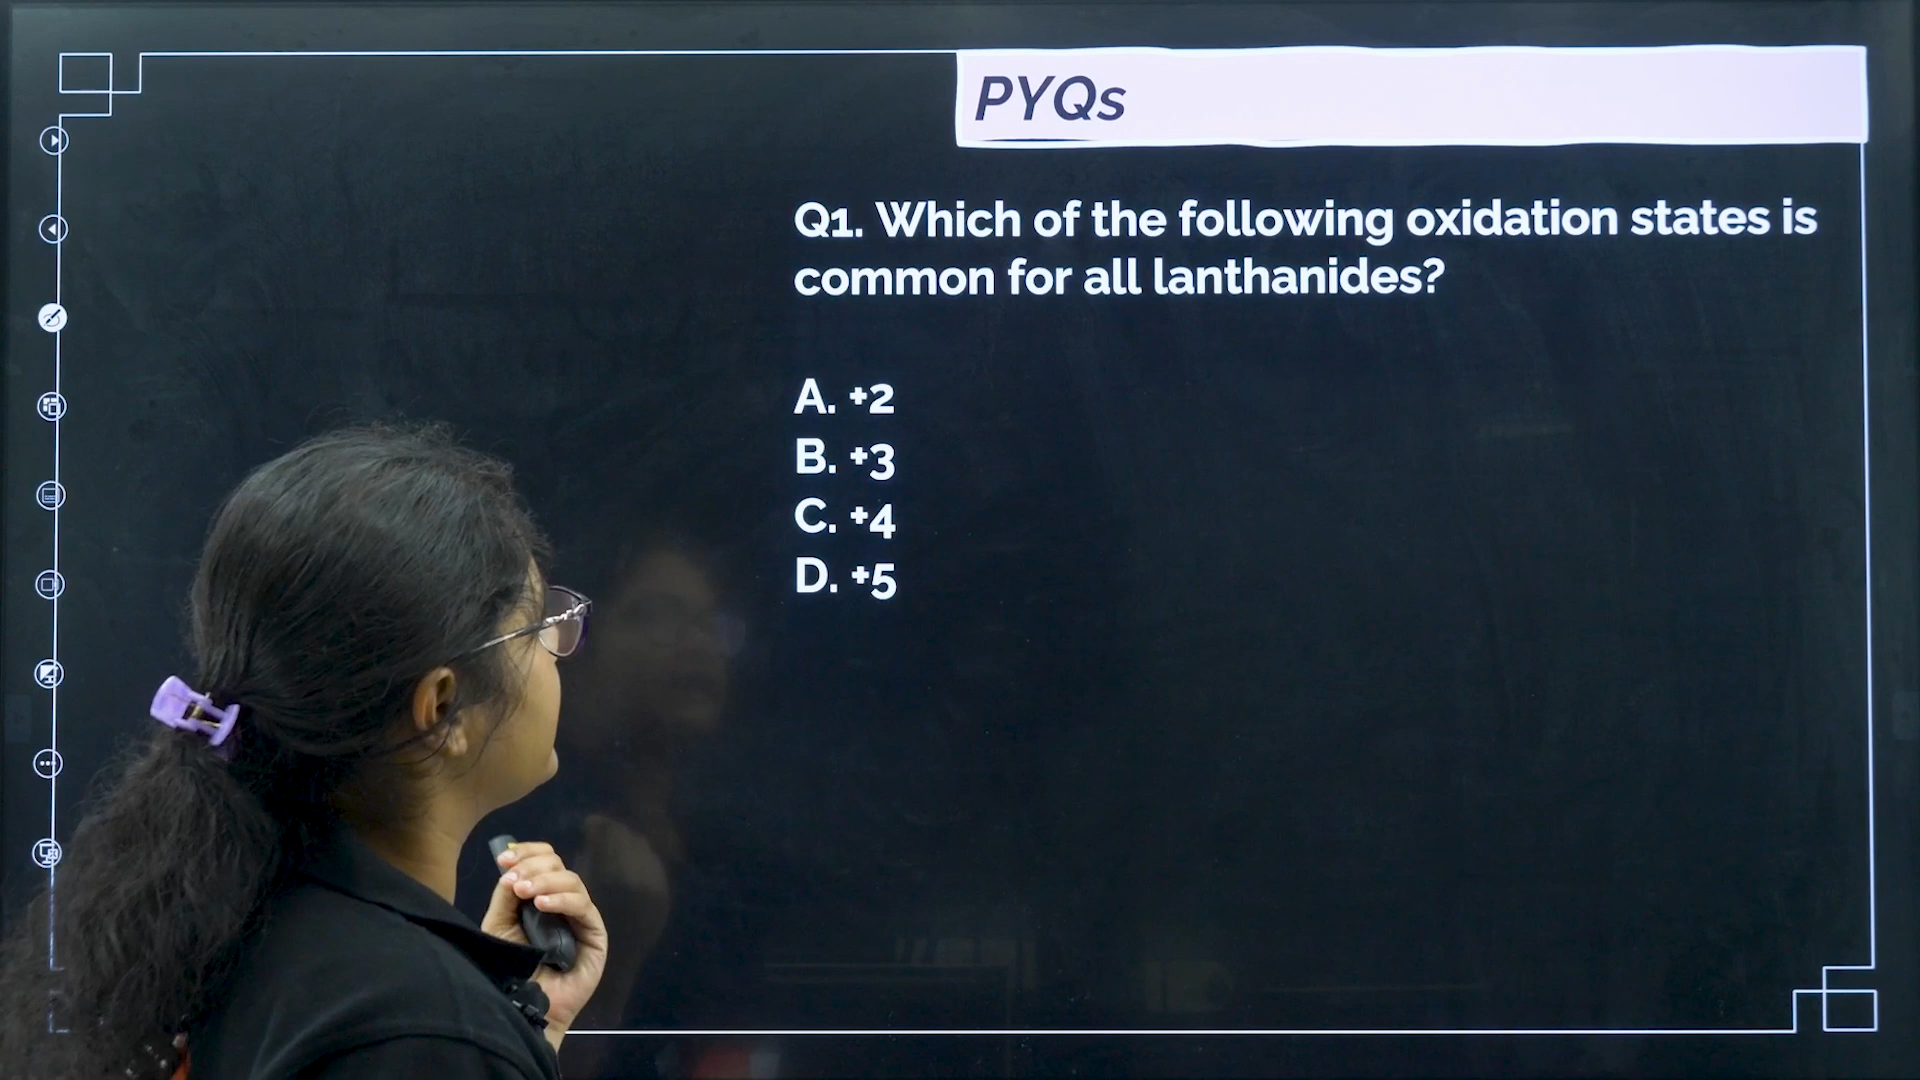 PYQs
Q1. Which of the following oxidation states is
common for all lanthanides?
A. +2
B. +3
C. +4
D. +5